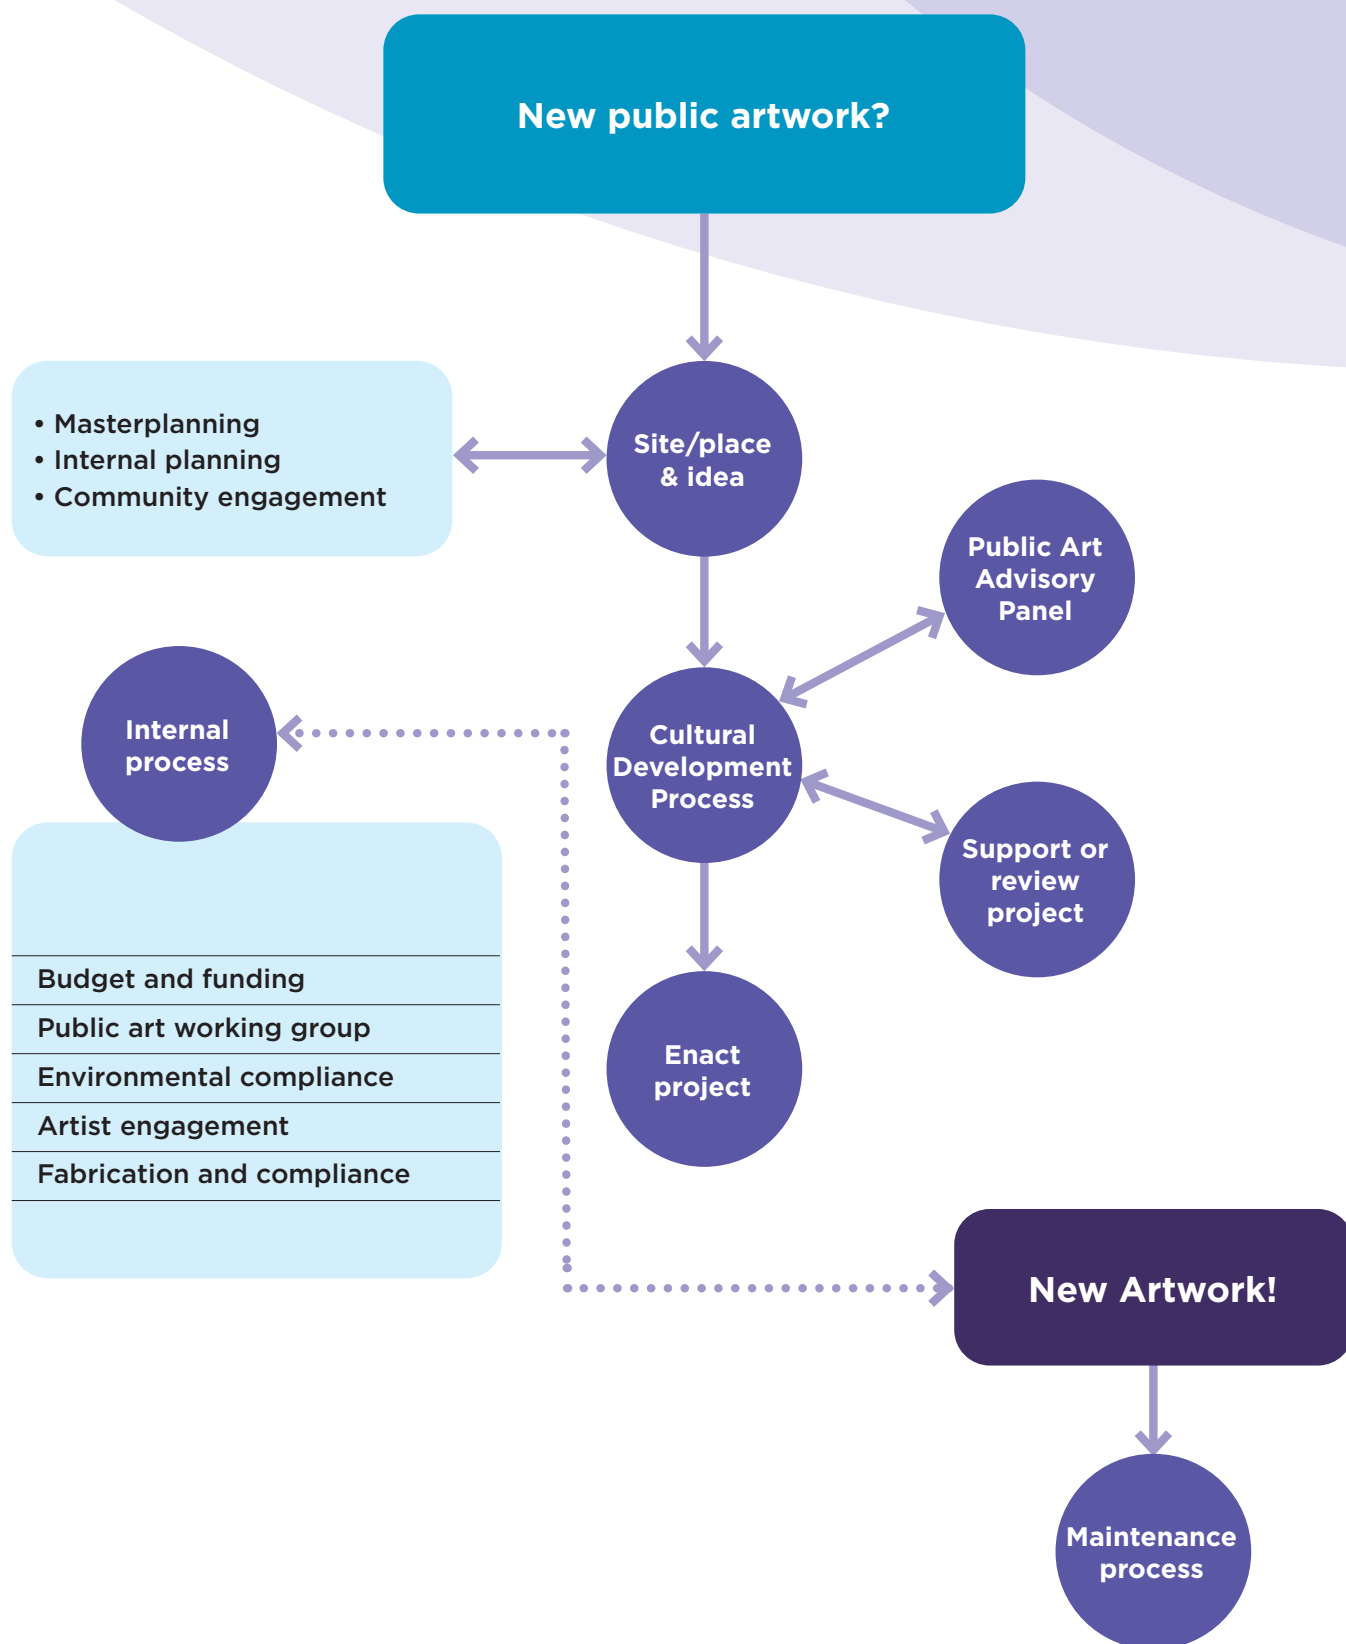 New public artwork?
• Masterplanning
• Internal planning
• Community engagement
Site/place
& idea
Public Art
Advisory
Panel
Internal
process
Cultural
Development
Process
Support or
review
project
Budget and funding
Public art working group
Environmental compliance
Artist engagement
Fabrication and compliance
Enact
project
New Artwork!
Maintenance
process